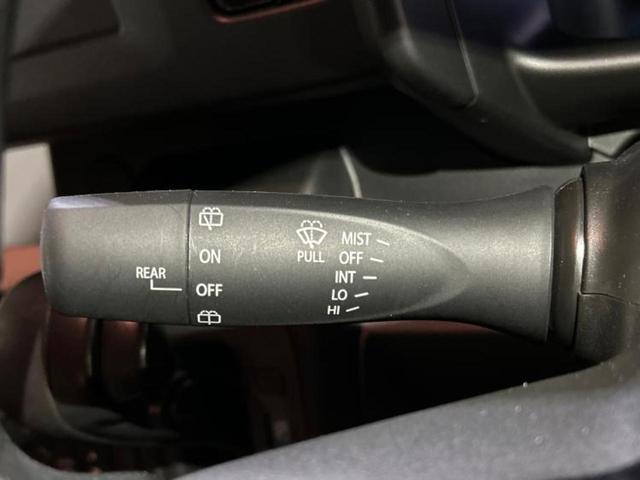 REAR
ON
OFF
PULL
MIST
OFF
INT
LO
HI